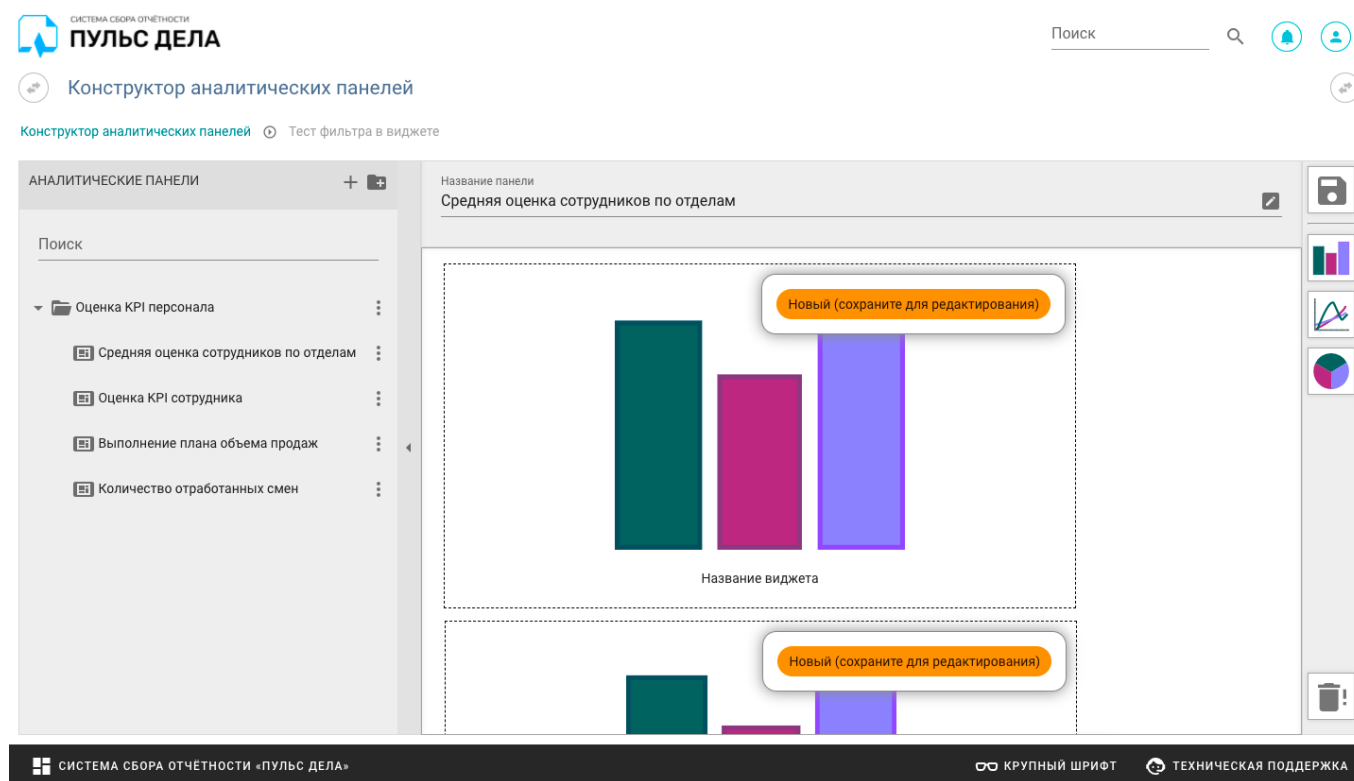 СИСТЕМА СБОРА ОТЧЁТНОСТИ
ПУЛЬС ДЕЛА
Поиск
Конструктор аналитических панелей
Конструктор аналитических панелей Тест фильтра в виджете
АНАЛИТИЧЕСКИЕ ПАНЕЛИ
Поиск
Оценка KPI персонала
Средняя оценка сотрудников по отделам
Оценка KPI сотрудника
Выполнение плана объема продаж
Количество отработанных смен
Название панели
Средняя оценка сотрудников по отделам
Новый (сохраните для редактирования)
Название виджета
Новый (сохраните для редактирования)
СИСТЕМА СБОРА ОТЧЁТНОСТИ «ПУЛЬС ДЕЛА»
КРУПНЫЙ ШРИФТ
ТЕХНИЧЕСКАЯ ПОДДЕРЖКА